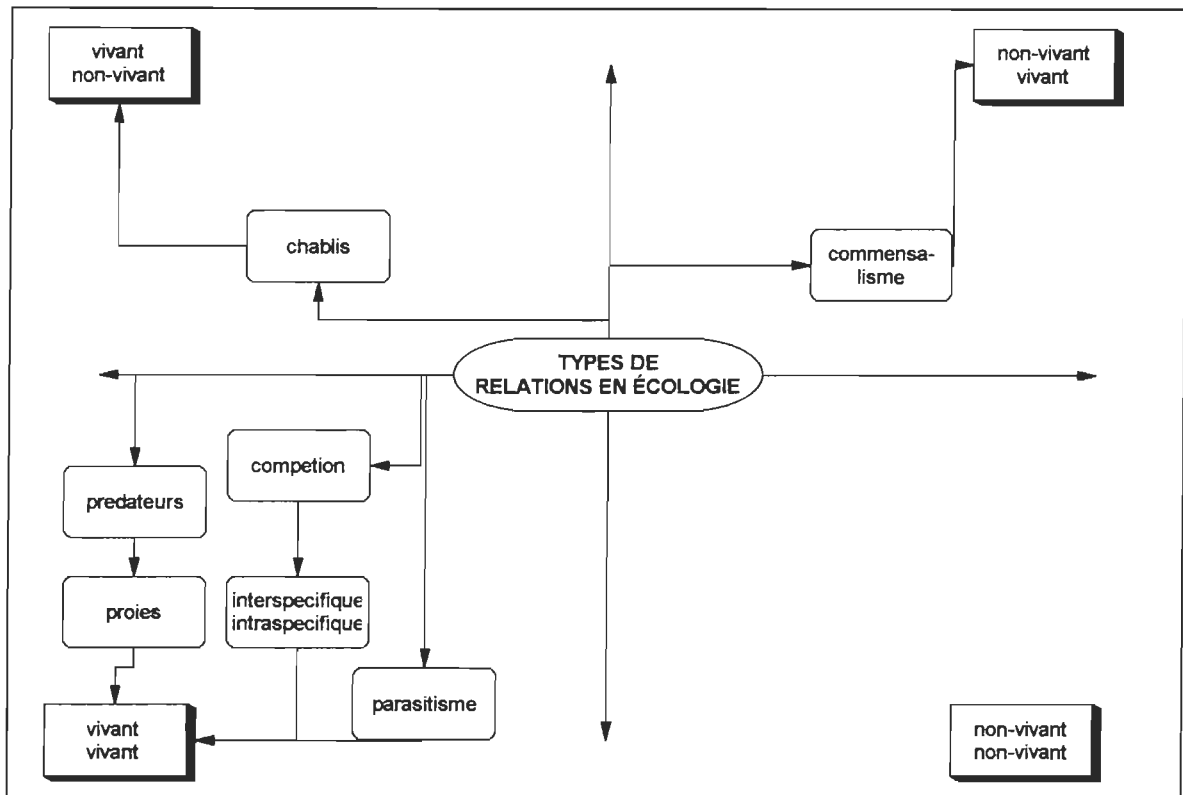 vivant
non-vivant
non-vivant
vivant
chablis
commensa-
lisme
TYPES DE
RELATIONS EN ÉCOLOGIE
competion
predateurs
proies
interspecifique
intraspecifique
parasitisme
vivant
vivant
non-vivant
non-vivant